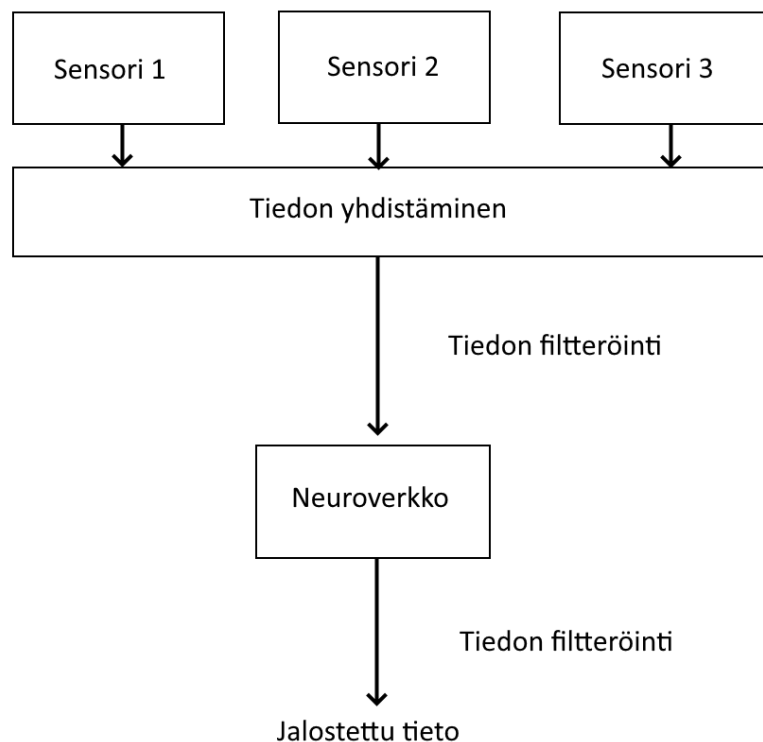 Sensori 1
Sensori 2
Sensori 3
Tiedon yhdistäminen
Tiedon filtteröinti
Neuroverkko
Tiedon filtteröinti
Jalostettu tieto